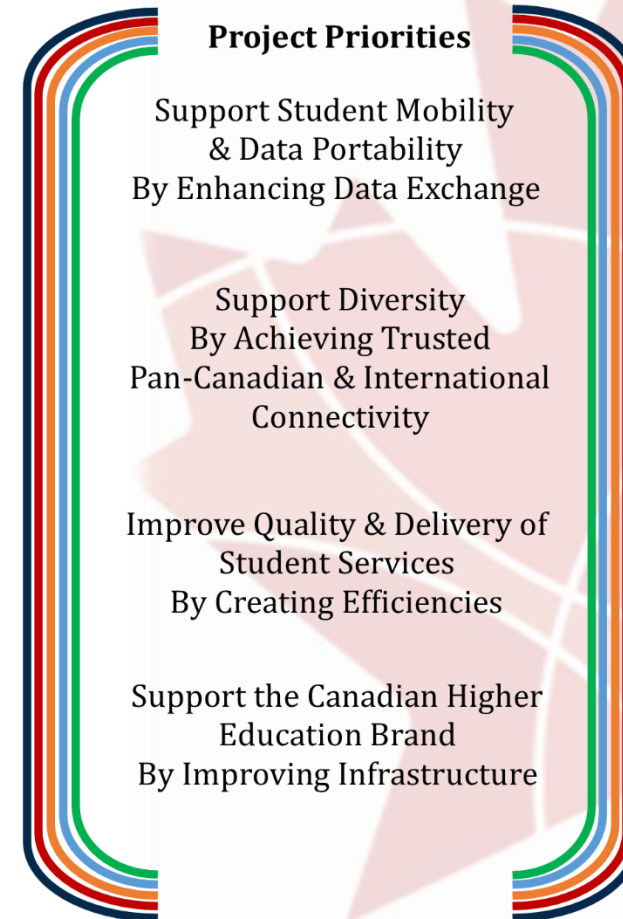 Project Priorities
Support Student Mobility
& Data Portability
By Enhancing Data Exchange
Support Diversity
By Achieving Trusted
Pan-Canadian & International
Connectivity
Improve Quality & Delivery of
Student Services
By Creating Efficiencies
Support the Canadian Higher
Education Brand
By Improving Infrastructure